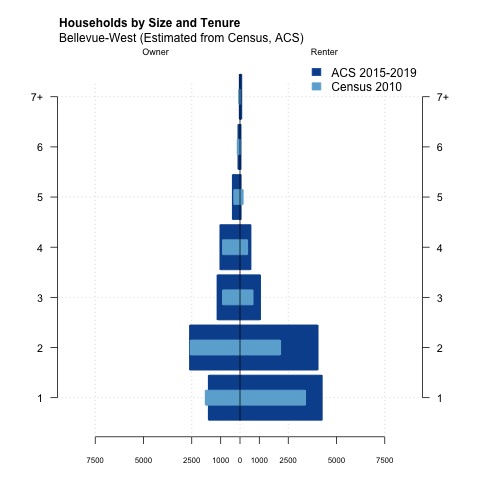 Households by Size and Tenure
Bellevue-West (Estimated from Census, ACS)
Owner Renter
ACS 2015-2019
Census 2010
7+ 7+
6 6
5 5
4 4
3 3
2 2
1 1
7500 5000 2500 1000 0 1000 2500 5000 7500